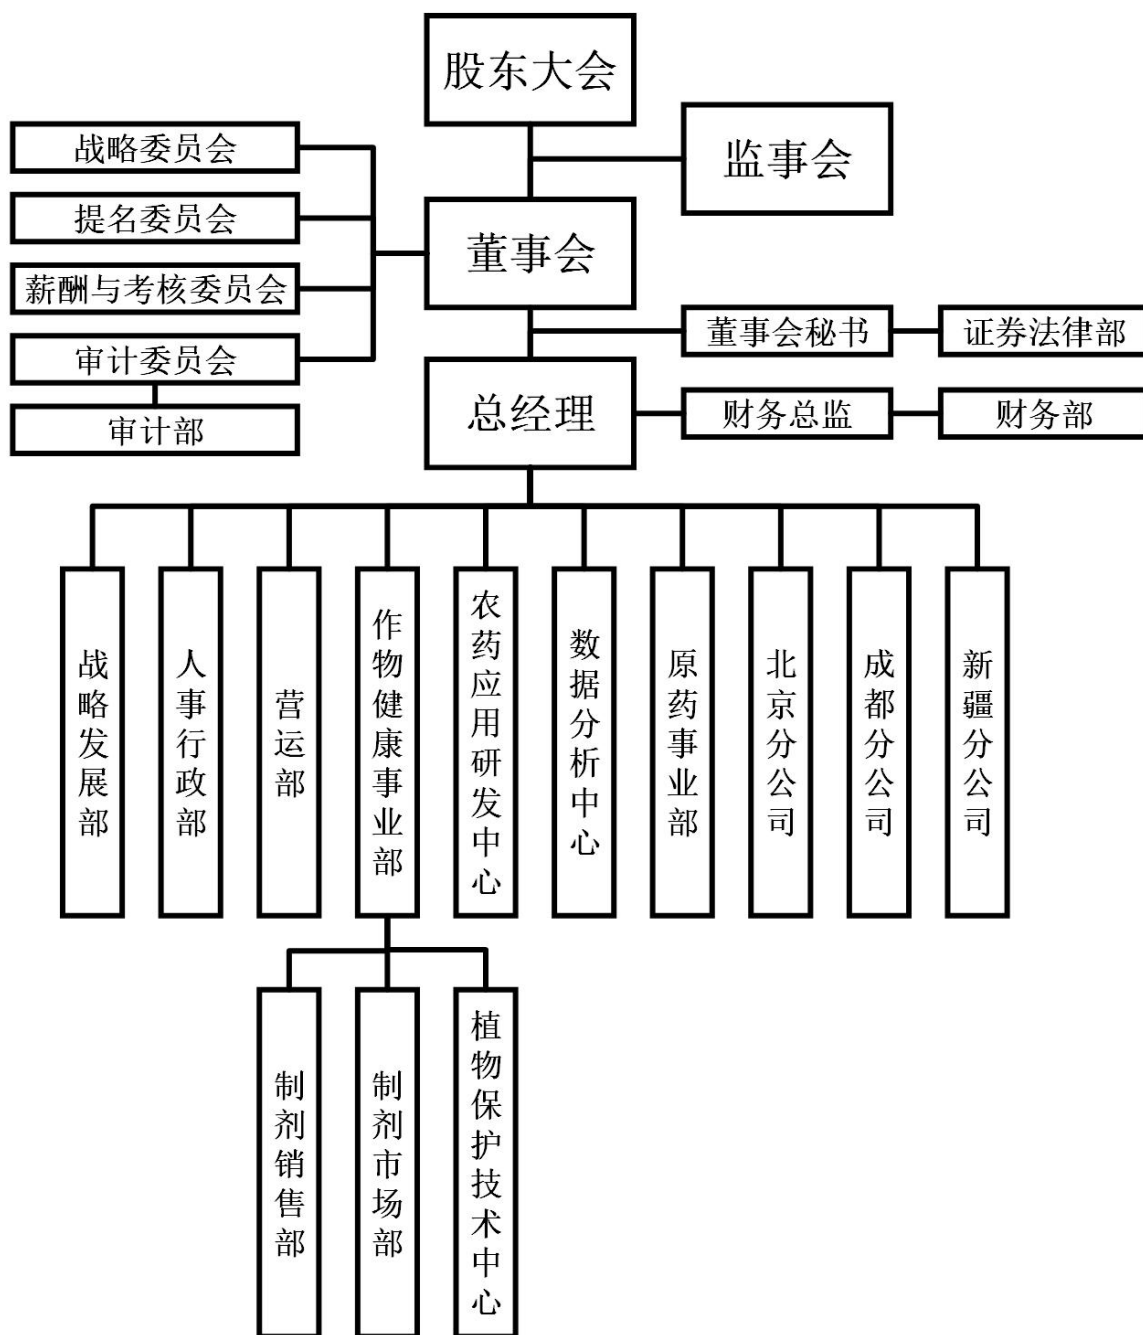 股东大会
监事会
战略委员会
提名委员会
董事会
薪酬与考核委员会
董事会秘书
证券法律部
审计委员会
总经理
财务总监
财务部
审计部
战略发展部
人事行政部
营运部
作物健康事业部
农药应用研发中心
数据分析中心
原药事业部
北京分公司
成都分公司
新疆分公司
制剂销售部
制剂市场部
植物保护技术中心